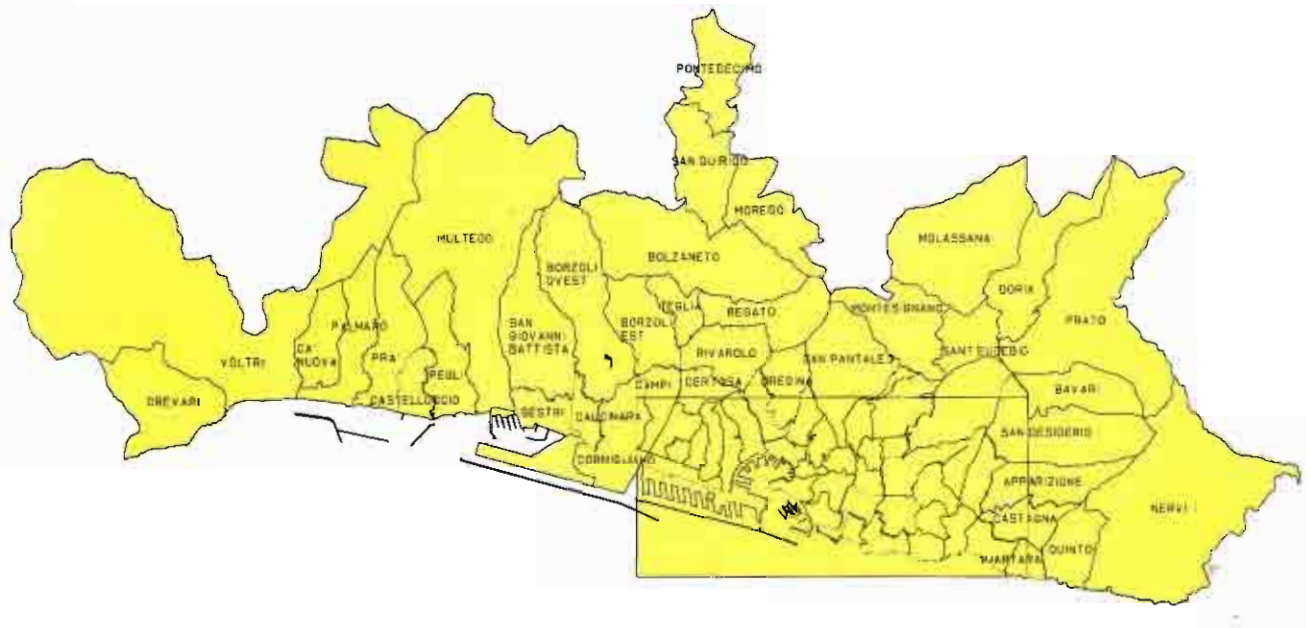 PONTEDECIMO
SAN QUIRICO
MOREGO
MOLASSANA
MULTEDO
BORZOLI
OVEST
BOLZANETO
DORIA
PRATO
TEGLIA
BEGATO
MONTESIGNANO
SAN
GIOVANNI
BATTISTA
BORZOLI
EST
CA
NUOVA
PALMARO
PRA
VOLTRI
PEGLI
RIVAROLO
SAN PANTALEO
SANT EUSEBIO
CREVARI
CASTELLUCCIO
SESTRI
CALCINARA
CAMPI
CERTOSA
BAVARI
SAN DESIDERIO
CORNIGLIANO
APPARIZIONE
NERVI
CASTAGNA
QUINTO
QUARTARA